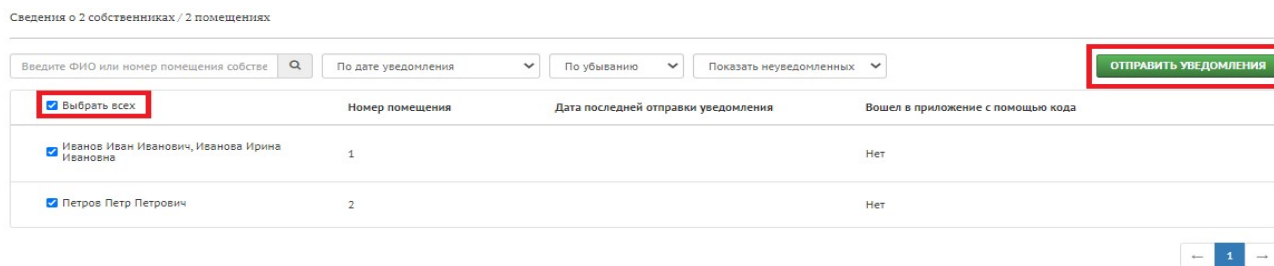 Сведения о 2 собственниках / 2 помещениях
Введите ФИО или номер помещения собстве По дате уведомления По убыванию Показать неуведомленных ОТПРАВИТЬ УВЕДОМЛЕНИЯ
Выбрать всех Номер помещения Дата последней отправки уведомления Вошел в приложение с помощью кода
Иванов Иван Иванович, Иванова Ирина
Ивановна 1 Нет
Петров Петр Петрович 2 Нет
← 1 →